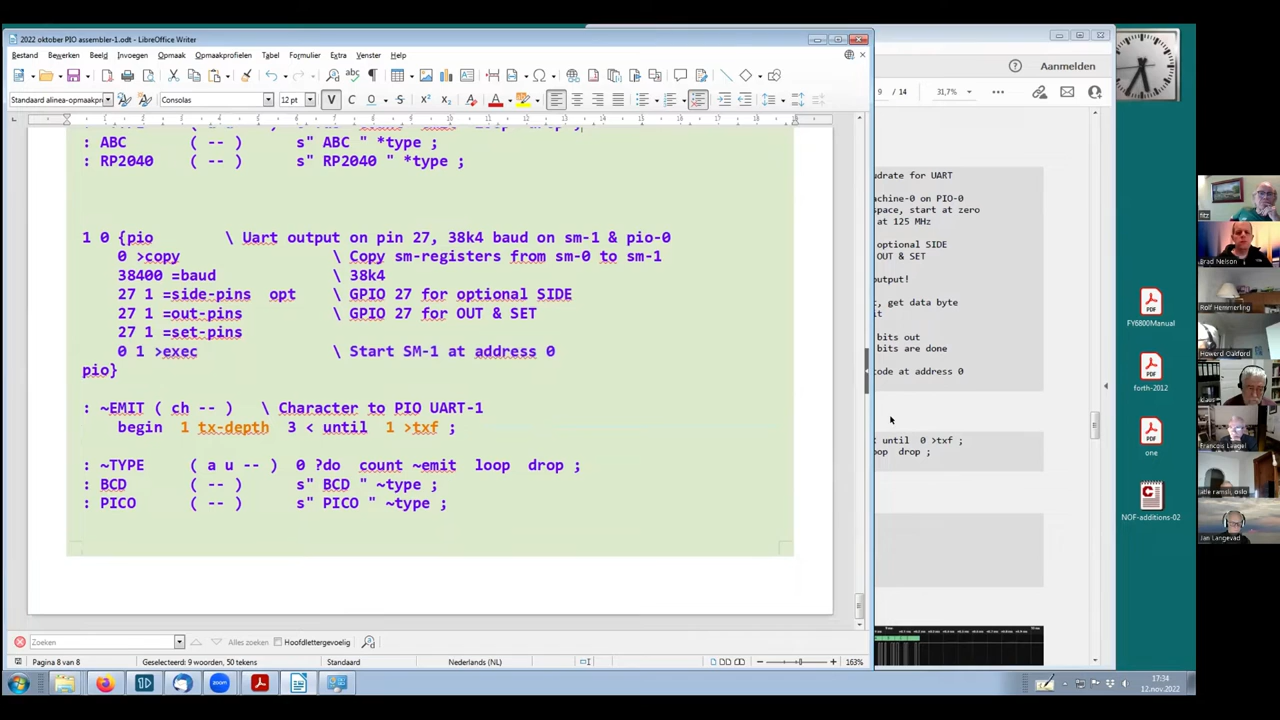 2022 oktober PIO assembler-1.odt - LibreOffice Writer
Bestand Bewerken Beeld Invoegen Opmaak Opmaakprofielen Tabel Formulier Extra Venster Help
Standaard alinea-opmaakpr Consolas 12 pt
: ABC ( -- ) s" ABC " *type ;
: RP2040 ( -- ) s" RP2040 " *type ;
1 0 {pio \ Uart output on pin 27, 38k4 baud on sm-1 & pio-0
0 >copy \ Copy sm-registers from sm-0 to sm-1
38400 =baud \ 38k4
27 1 =side-pins opt \ GPIO 27 for optional SIDE
27 1 =out-pins \ GPIO 27 for OUT & SET
27 1 =set-pins
0 1 >exec \ Start SM-1 at address 0
pio}
: ~EMIT ( ch -- ) \ Character to PIO UART-1
begin 1 tx-depth 3 < until 1 >txf ;
: ~TYPE ( a u -- ) 0 ?do count ~emit loop drop ;
: BCD ( -- ) s" BCD " ~type ;
: PICO ( -- ) s" PICO " ~type ;
Zoeken Alles zoeken Hoofdlettergevoelig
Pagina 8 van 8 Geselecteerd: 9 woorden, 50 tekens Standaard Nederlands (NL) 163%
Aanmelden
9 / 14 31,7%
udrate for UART
achine-0 on PIO-0
space, start at zero
at 125 MHz
optional SIDE
OUT & SET
output!
t, get data byte
it
bits out
bits are done
code at address 0
until 0 >txf ;
loop drop ;
FY6800Manual
forth-2012
one
NOF-additions-02
fitz
Brad Nelson
Rolf Hemmerling
Howerd Oakford
klaus
Francois Laagel
Jan Langevad
zoom
17:34
12.nov.2022